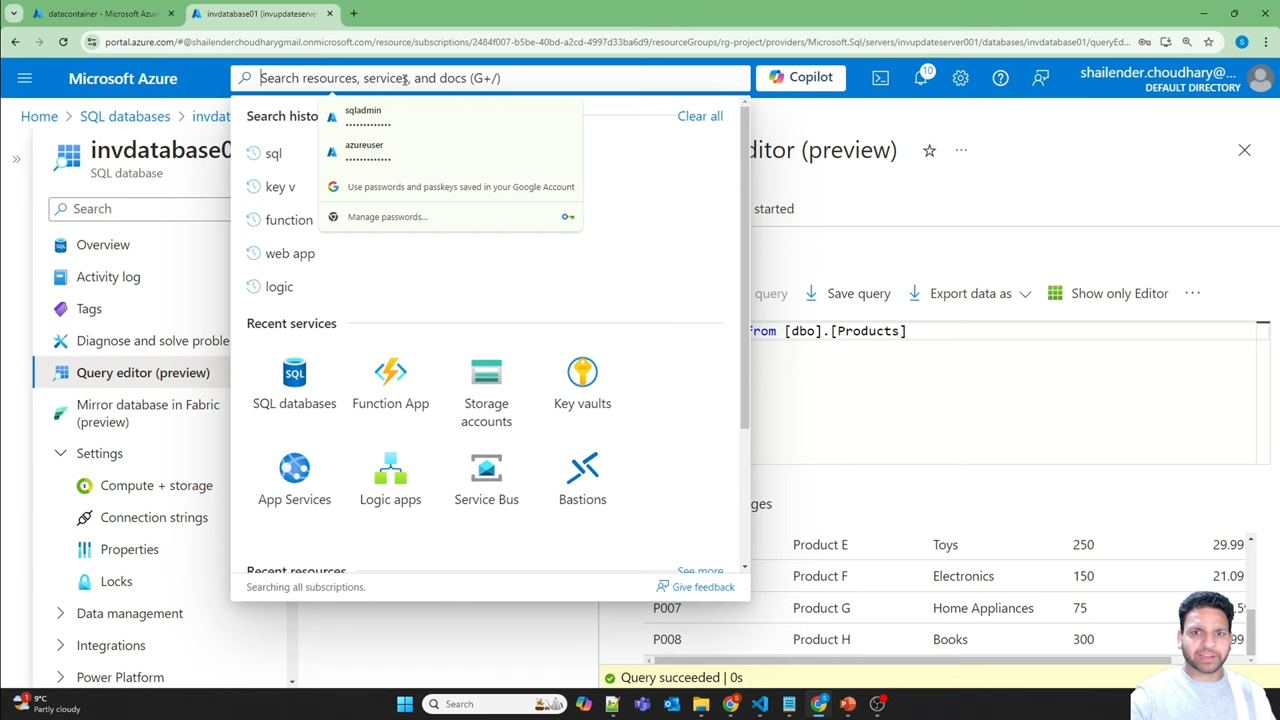 datacontainer - Microsoft Azure
invdatabase01 (invupdateserver
portal.azure.com/#@shailenderchoudharygmail.onmicrosoft.com/resource/subscriptions/2484f007-b5be-40bd-a2cd-4997d33ba6d9/resourceGroups/rg-project/providers/Microsoft.Sql/servers/invupdateserver001/databases/invdatabase01/queryEd...
Microsoft Azure
Search resources, services, and docs (G+/)
Copilot
10
shailender.choudhary@...
DEFAULT DIRECTORY
Home
SQL databases
invdat
invdatabase0
SQL database
Search
Overview
Activity log
Tags
Diagnose and solve proble
Query editor (preview)
Mirror database in Fabric
(preview)
Settings
Compute + storage
Connection strings
Properties
Locks
Data management
Integrations
Power Platform
Search histo
Clear all
sql
key v
function
web app
logic
sqladmin
••••••••••••
azureuser
••••••••••••
Use passwords and passkeys saved in your Google Account
Manage passwords...
Recent services
SQL databases
Function App
Storage
accounts
Key vaults
App Services
Logic apps
Service Bus
Bastions
See more
Searching all subscriptions.
Give feedback
itor (preview)
started
query
Save query
Export data as
Show only Editor
from [dbo].[Products]
ges
Product E Toys 250 29.99
Product F Electronics 150 21.09
P007 Product G Home Appliances 75
P008 Product H Books 300
Query succeeded | 0s
1
9°C
Partly cloudy
Search